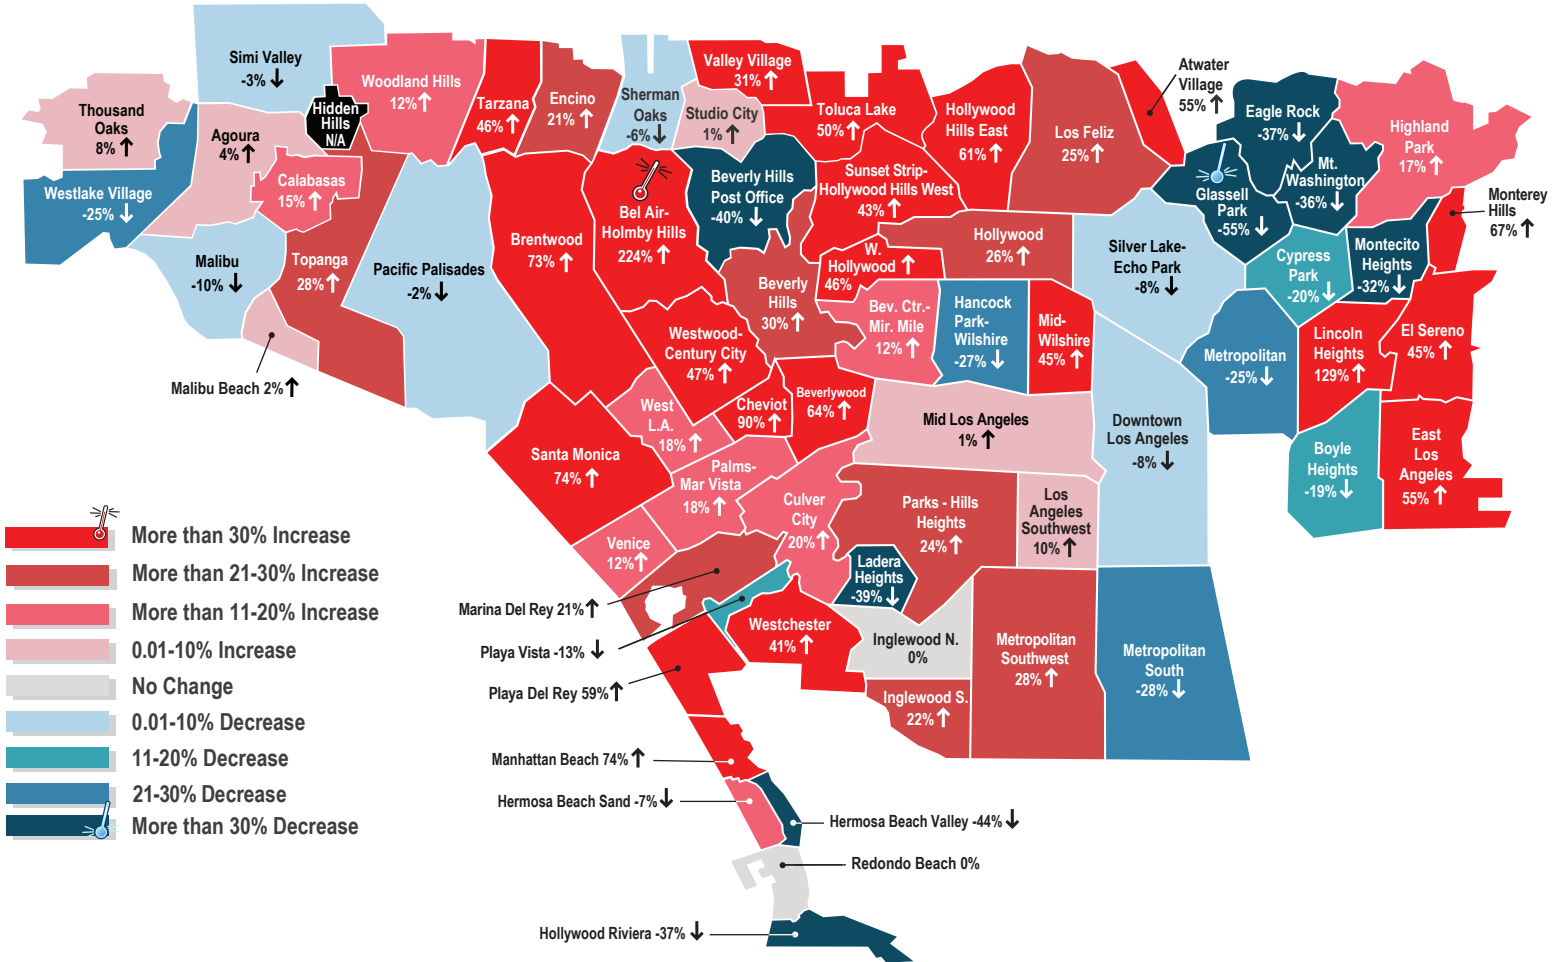 Simi Valley
-3%
Thousand
Oaks
8%
Hidden
Hills
N/A
Woodland Hills
12%
Tarzana
46%
Encino
21%
Sherman
Oaks
-6%
Valley Village
31%
Studio City
1%
Toluca Lake
50%
Hollywood
Hills East
61%
Los Feliz
25%
Atwater
Village
55%
Eagle Rock
-37%
Highland
Park
17%
Mt.
Washington
-36%
Glassell
Park
-55%
Monterey
Hills
67%
Agoura
4%
Westlake Village
-25%
Calabasas
15%
Malibu
-10%
Topanga
28%
Malibu Beach 2%
Pacific Palisades
-2%
Brentwood
73%
Bel Air-
Holmby Hills
224%
Beverly Hills
Post Office
-40%
Sunset Strip-
Hollywood Hills West
43%
W.
Hollywood
46%
Hollywood
26%
Beverly
Hills
30%
Bev. Ctr.-
Mir. Mile
12%
Hancock
Park-
Wilshire
-27%
Mid-
Wilshire
45%
Silver Lake-
Echo Park
-8%
Cypress
Park
-20%
Montecito
Heights
-32%
Metropolitan
-25%
Lincoln
Heights
129%
El Sereno
45%
Westwood-
Century City
47%
West
L.A.
18%
Cheviot
90%
Beverlywood
64%
Mid Los Angeles
1%
Downtown
Los Angeles
-8%
Boyle
Heights
-19%
East
Los
Angeles
55%
Santa Monica
74%
Palms-
Mar Vista
18%
Culver
City
20%
Parks - Hills
Heights
24%
Los
Angeles
Southwest
10%
Venice
12%
Ladera
Heights
-39%
Marina Del Rey 21%
Playa Vista -13%
Westchester
41%
Inglewood N.
0%
Metropolitan
Southwest
28%
Metropolitan
South
-28%
Playa Del Rey 59%
Inglewood S.
22%
Manhattan Beach 74%
Hermosa Beach Sand -7%
Hermosa Beach Valley -44%
Redondo Beach 0%
Hollywood Riviera -37%
More than 30% Increase
More than 21-30% Increase
More than 11-20% Increase
0.01-10% Increase
No Change
0.01-10% Decrease
11-20% Decrease
21-30% Decrease
More than 30% Decrease